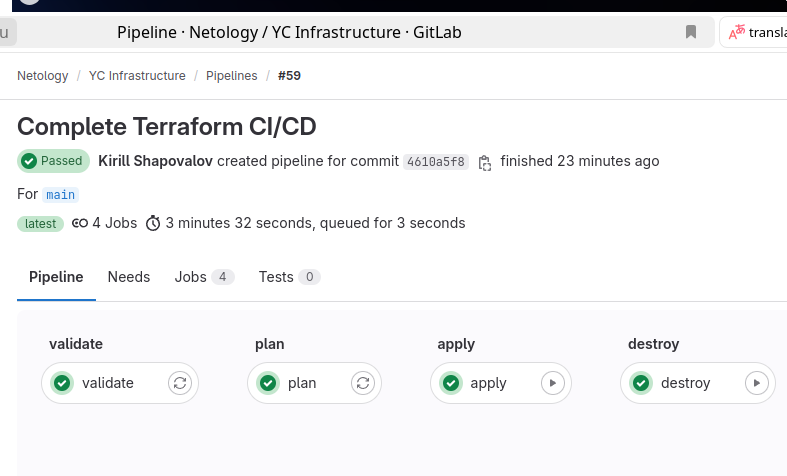 u
Pipeline · Netology / YC Infrastructure · GitLab
Netology / YC Infrastructure / Pipelines / #59
Complete Terraform CI/CD
Passed Kirill Shapovalov created pipeline for commit 4610a5f8 finished 23 minutes ago
For main
latest 4 Jobs 3 minutes 32 seconds, queued for 3 seconds
Pipeline Needs Jobs 4 Tests 0
validate plan apply destroy
validate plan apply destroy